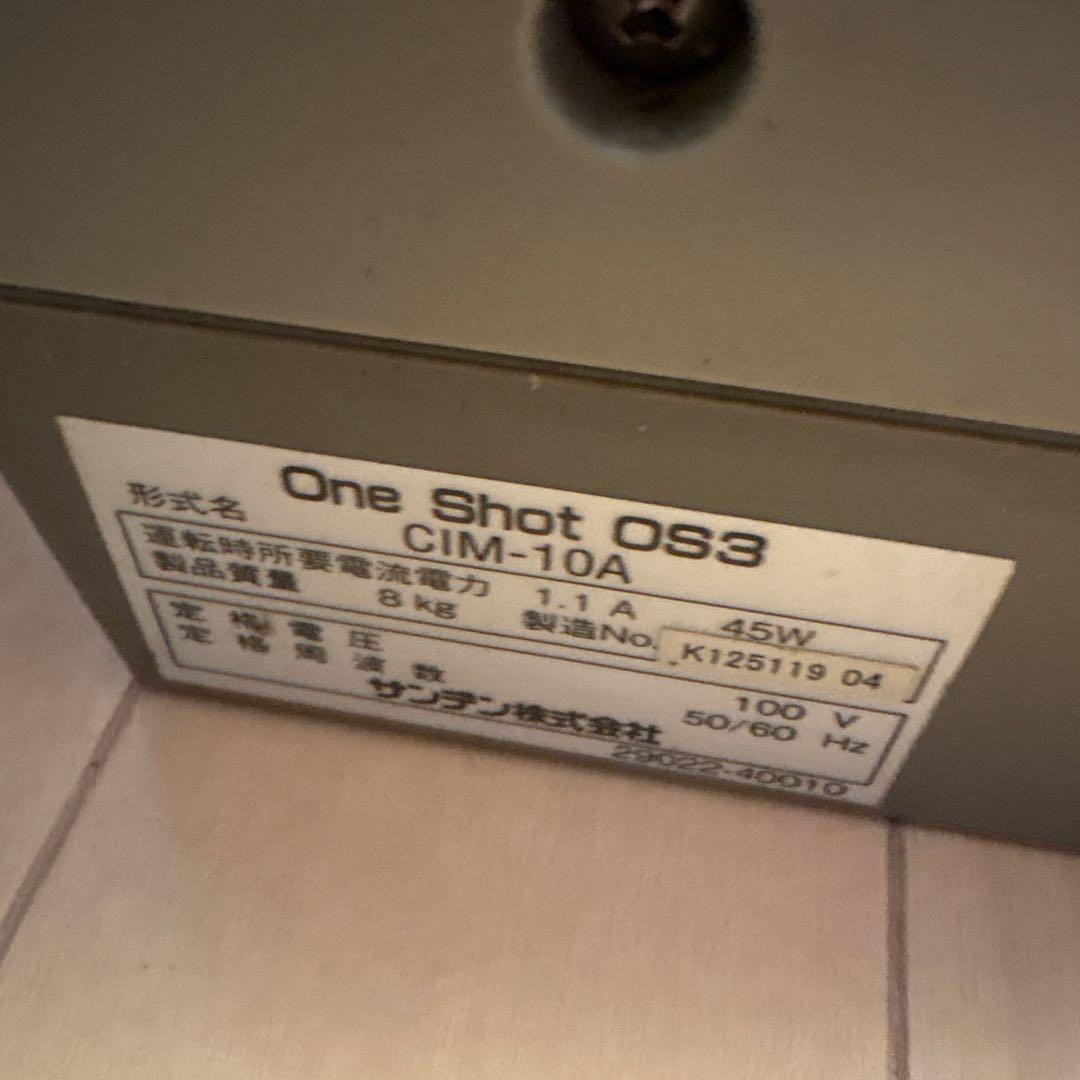 One Shot OS3
形式名 CIM-10A
運転時所要電流電力 1.1 A 45W
製品質量 8 kg 製造No. K125119 04
定格電圧 100 V
定格周波数 50/60 Hz
サンデン株式会社
29022-40010